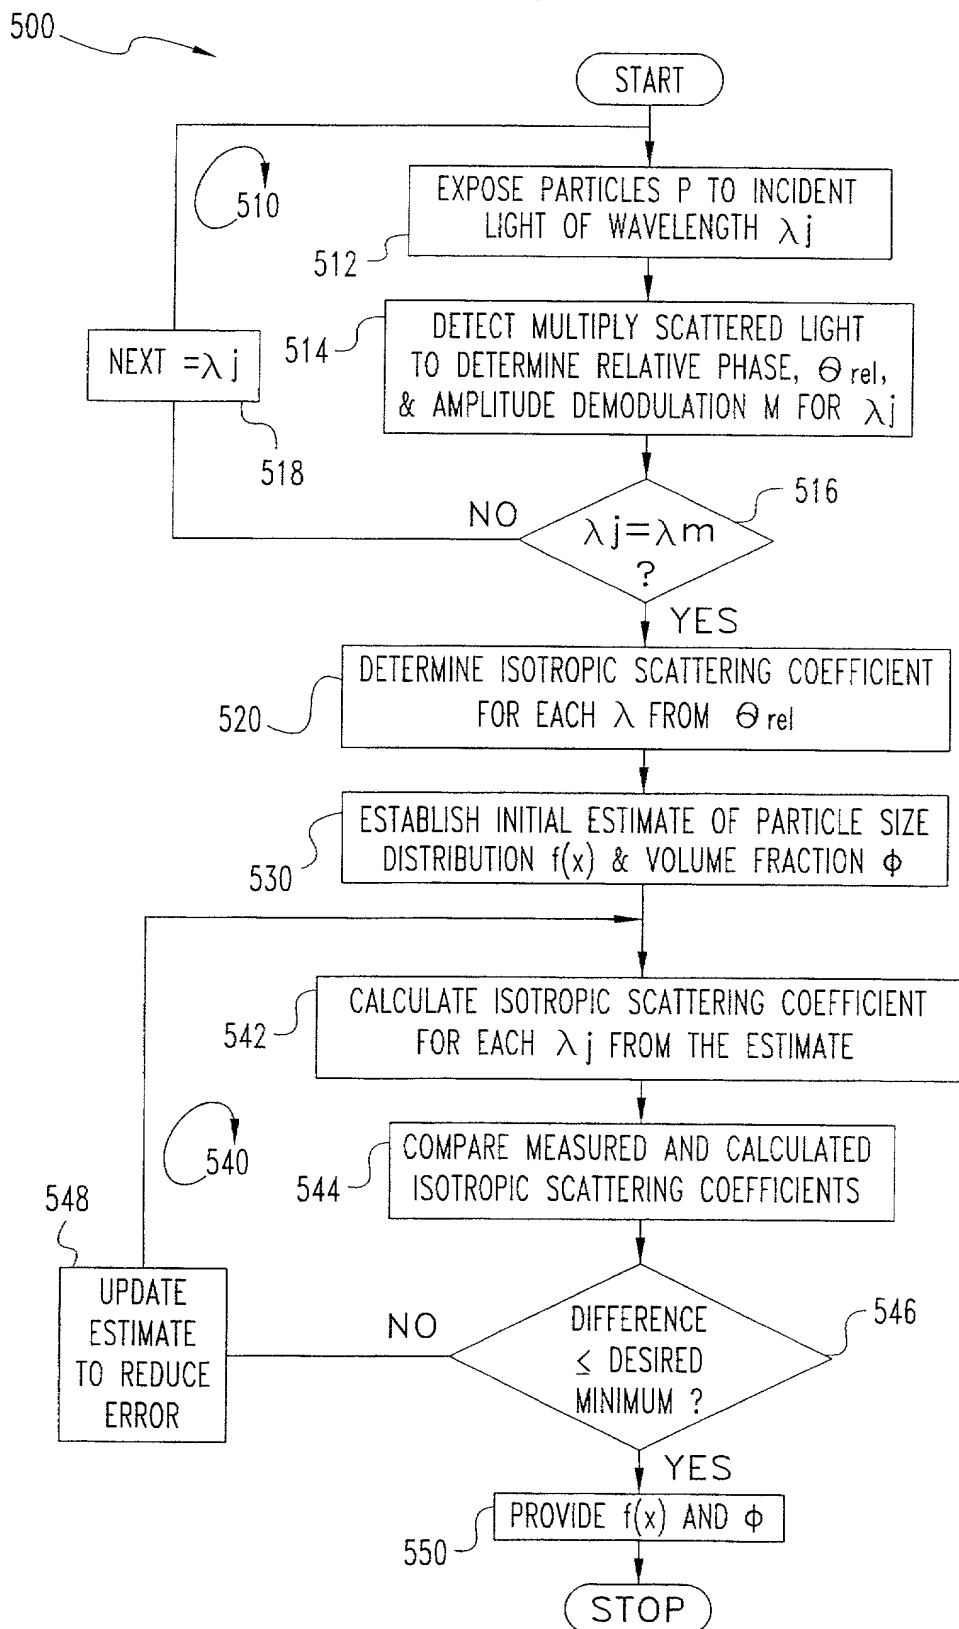 500
START
510
EXPOSE PARTICLES P TO INCIDENT
LIGHT OF WAVELENGTH λj
512
NEXT =λj
518
514
DETECT MULTIPLY SCATTERED LIGHT
TO DETERMINE RELATIVE PHASE, Θrel,
& AMPLITUDE DEMODULATION M FOR λj
516
NO
λj=λm
?
YES
520
DETERMINE ISOTROPIC SCATTERING COEFFICIENT
FOR EACH λ FROM Θrel
530
ESTABLISH INITIAL ESTIMATE OF PARTICLE SIZE
DISTRIBUTION f(x) & VOLUME FRACTION ϕ
542
CALCULATE ISOTROPIC SCATTERING COEFFICIENT
FOR EACH λj FROM THE ESTIMATE
540
544
COMPARE MEASURED AND CALCULATED
ISOTROPIC SCATTERING COEFFICIENTS
548
UPDATE
ESTIMATE
TO REDUCE
ERROR
NO
546
DIFFERENCE
≤ DESIRED
MINIMUM ?
YES
550
PROVIDE f(x) AND ϕ
STOP